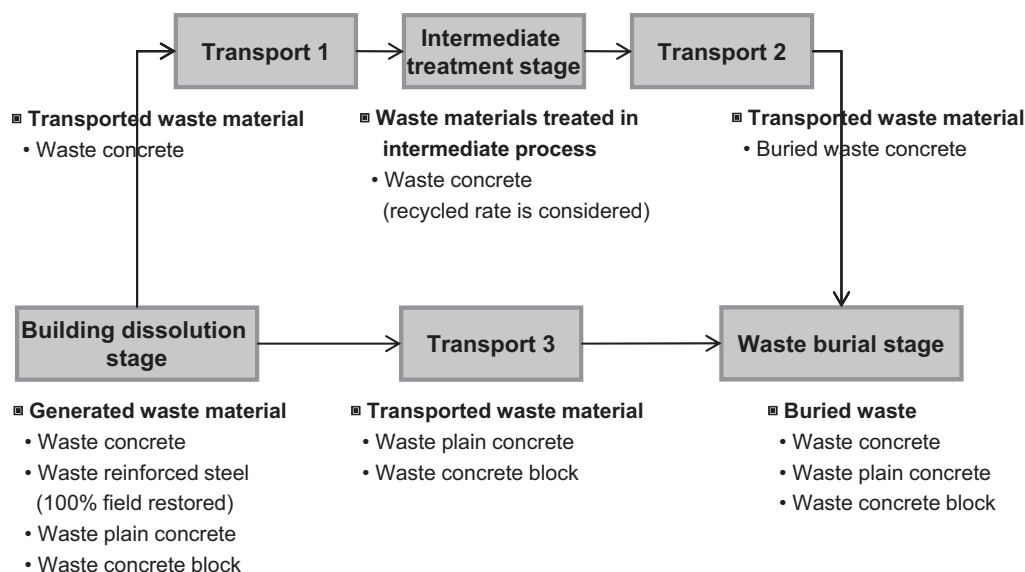 Transport 1
Intermediate
treatment stage
Transport 2
▣ Transported waste material
• Waste concrete
▣ Waste materials treated in
intermediate process
• Waste concrete
(recycled rate is considered)
▣ Transported waste material
• Buried waste concrete
Building dissolution
stage
Transport 3
Waste burial stage
▣ Generated waste material
• Waste concrete
• Waste reinforced steel
(100% field restored)
• Waste plain concrete
• Waste concrete block
▣ Transported waste material
• Waste plain concrete
• Waste concrete block
▣ Buried waste
• Waste concrete
• Waste plain concrete
• Waste concrete block